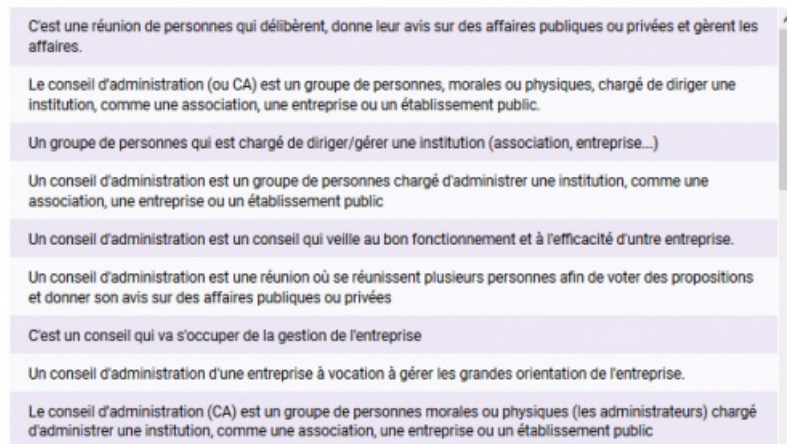 C'est une réunion de personnes qui délibèrent, donne leur avis sur des affaires publiques ou privées et gèrent les
affaires.
Le conseil d'administration (ou CA) est un groupe de personnes, morales ou physiques, chargé de diriger une
institution, comme une association, une entreprise ou un établissement public.
Un groupe de personnes qui est chargé de diriger/gérer une institution (association, entreprise...)
Un conseil d'administration est un groupe de personnes chargé d'administrer une institution, comme une
association, une entreprise ou un établissement public
Un conseil d'administration est un conseil qui veille au bon fonctionnement et à l'efficacité d'untre entreprise.
Un conseil d'administration est une réunion où se réunissent plusieurs personnes afin de voter des propositions
et donner son avis sur des affaires publiques ou privées
C'est un conseil qui va s'occuper de la gestion de l'entreprise
Un conseil d'administration d'une entreprise à vocation à gérer les grandes orientation de l'entreprise.
Le conseil d'administration (CA) est un groupe de personnes morales ou physiques (les administrateurs) chargé
d'administrer une institution, comme une association, une entreprise ou un établissement public